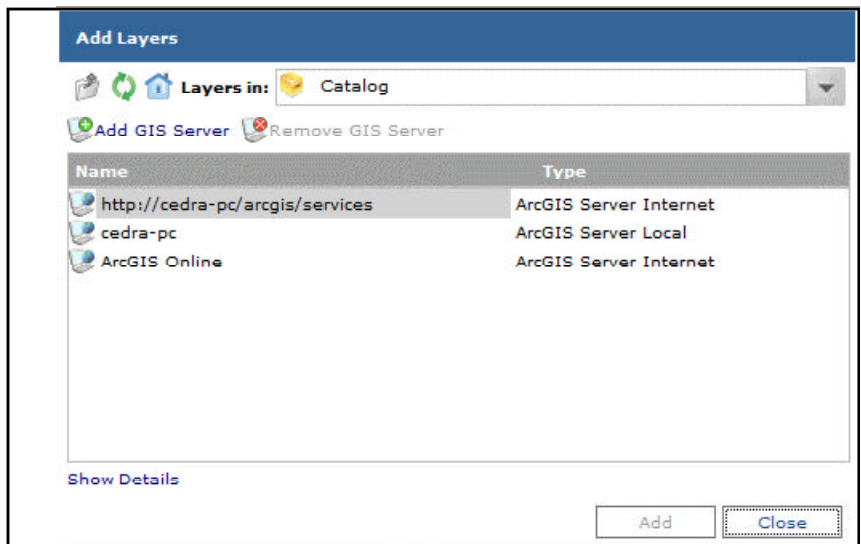 Add Layers
Layers in: Catalog
Add GIS Server Remove GIS Server
Name Type
http://cedra-pc/arcgis/services ArcGIS Server Internet
cedra-pc ArcGIS Server Local
ArcGIS Online ArcGIS Server Internet
Show Details
Add Close